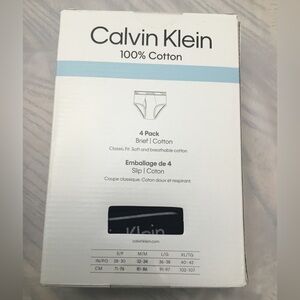 Calvin Klein
100% Cotton
4 Pack
Brief | Cotton
Classic Fit. Soft and breathable cotton
Emballage de 4
Slip | Coton
Coupe classique. Coton doux et respirant
Klein
calvinklein.com
S/P M/M L/G XL/TG
IN/PO 28-30 32-34 36-38 40-42
CM 71-76 81-86 91-97 102-107